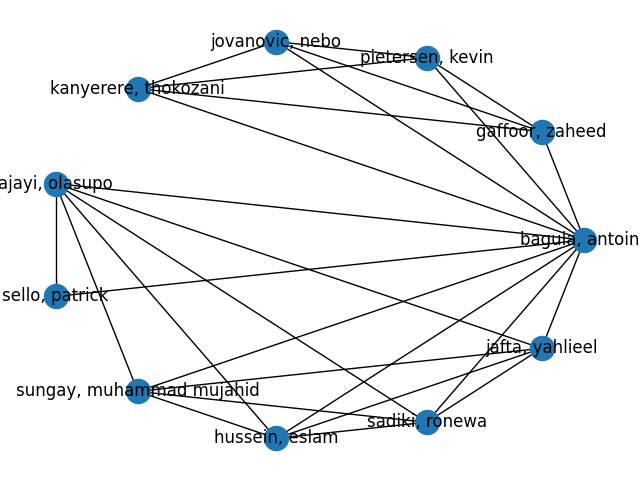 jovanovic, nebo
pietersen, kevin
kanyerere, thokozani
gaffoor, zaheed
ajayi, olasupo
bagula, antoin
sello, patrick
jafta, yahlieel
sungay, muhammad mujahid
sadiki, ronewa
hussein, eslam